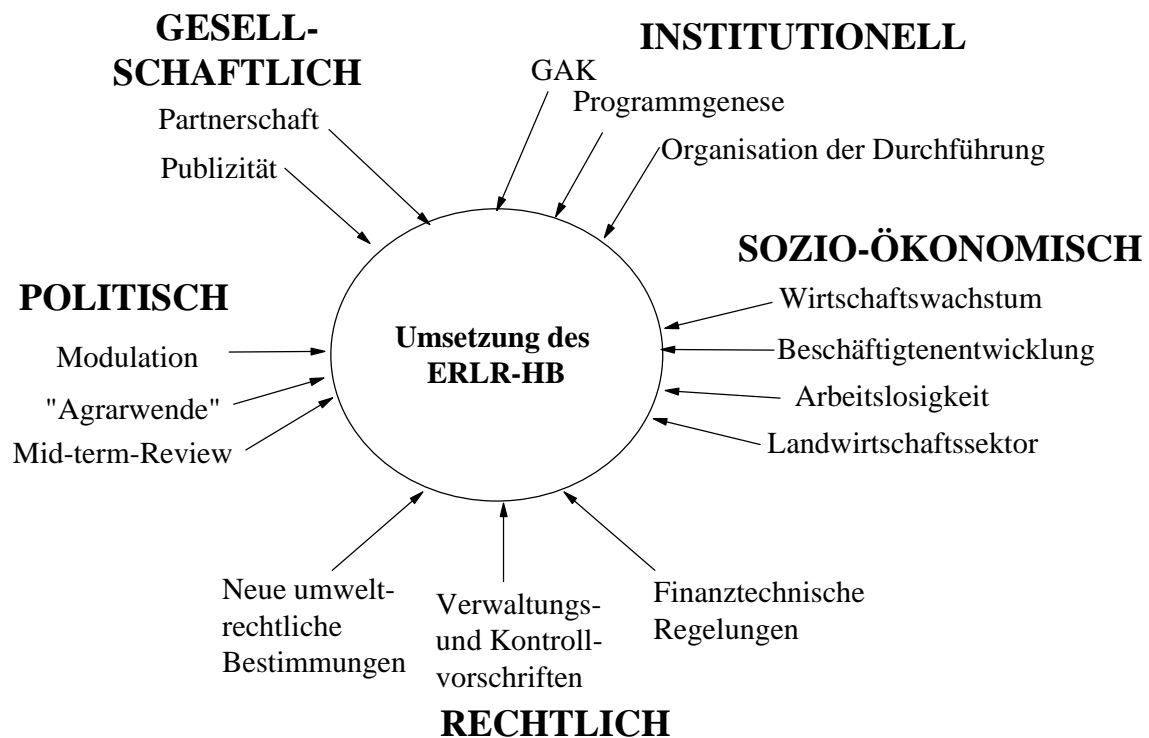 GESELL-
SCHAFTLICH
Partnerschaft
Publizität
INSTITUTIONELL
GAK
Programmgenese
Organisation der Durchführung
SOZIO-ÖKONOMISCH
Wirtschaftswachstum
Beschäftigtenentwicklung
Arbeitslosigkeit
Landwirtschaftssektor
POLITISCH
Modulation
"Agrarwende"
Mid-term-Review
Umsetzung des
ERLR-HB
Neue umwelt-
rechtliche
Bestimmungen
Verwaltungs-
und Kontroll-
vorschriften
Finanztechnische
Regelungen
RECHTLICH